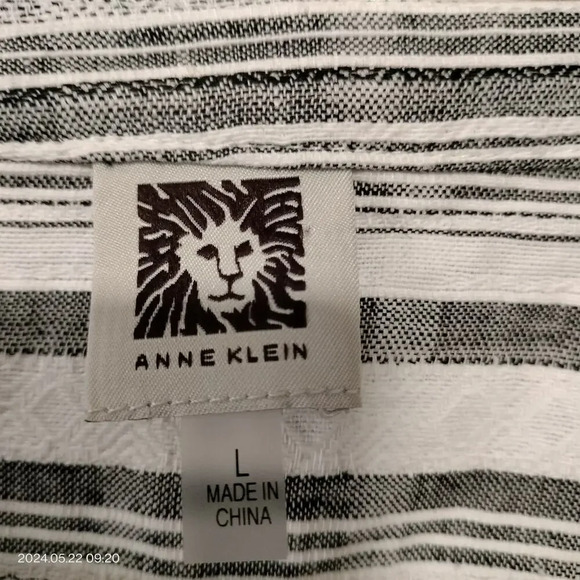 ANNE KLEIN
L
MADE IN
CHINA
2024.05.22 09:20